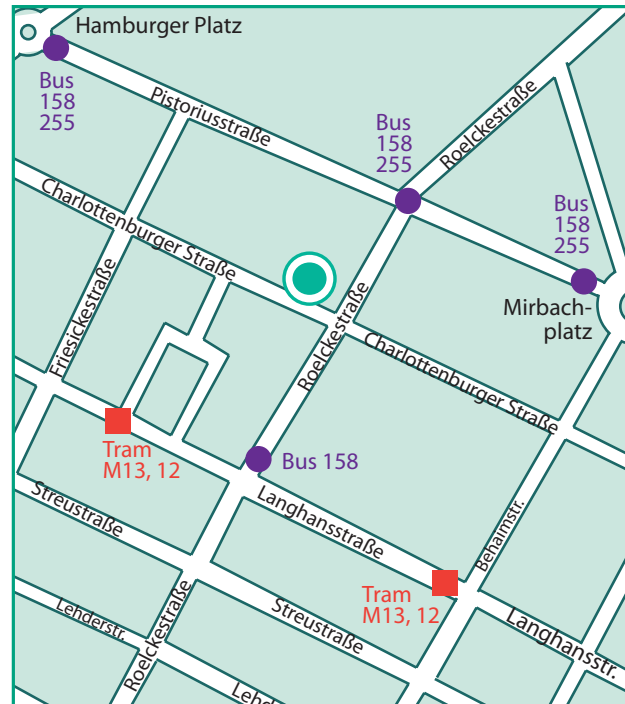 Hamburger Platz
Bus
158
255
Pistoriusstraße
Bus
158
255
Roelckestraße
Charlottenburger Straße
Bus
158
255
Mirbach-
platz
Friesickestraße
Roelckestraße
Charlottenburger Straße
Tram
M13, 12
Bus 158
Streustraße
Langhansstraße
Behaimstr.
Tram
M13, 12
Lehderstr.
Roelckestraße
Streustraße
Langhansstr.